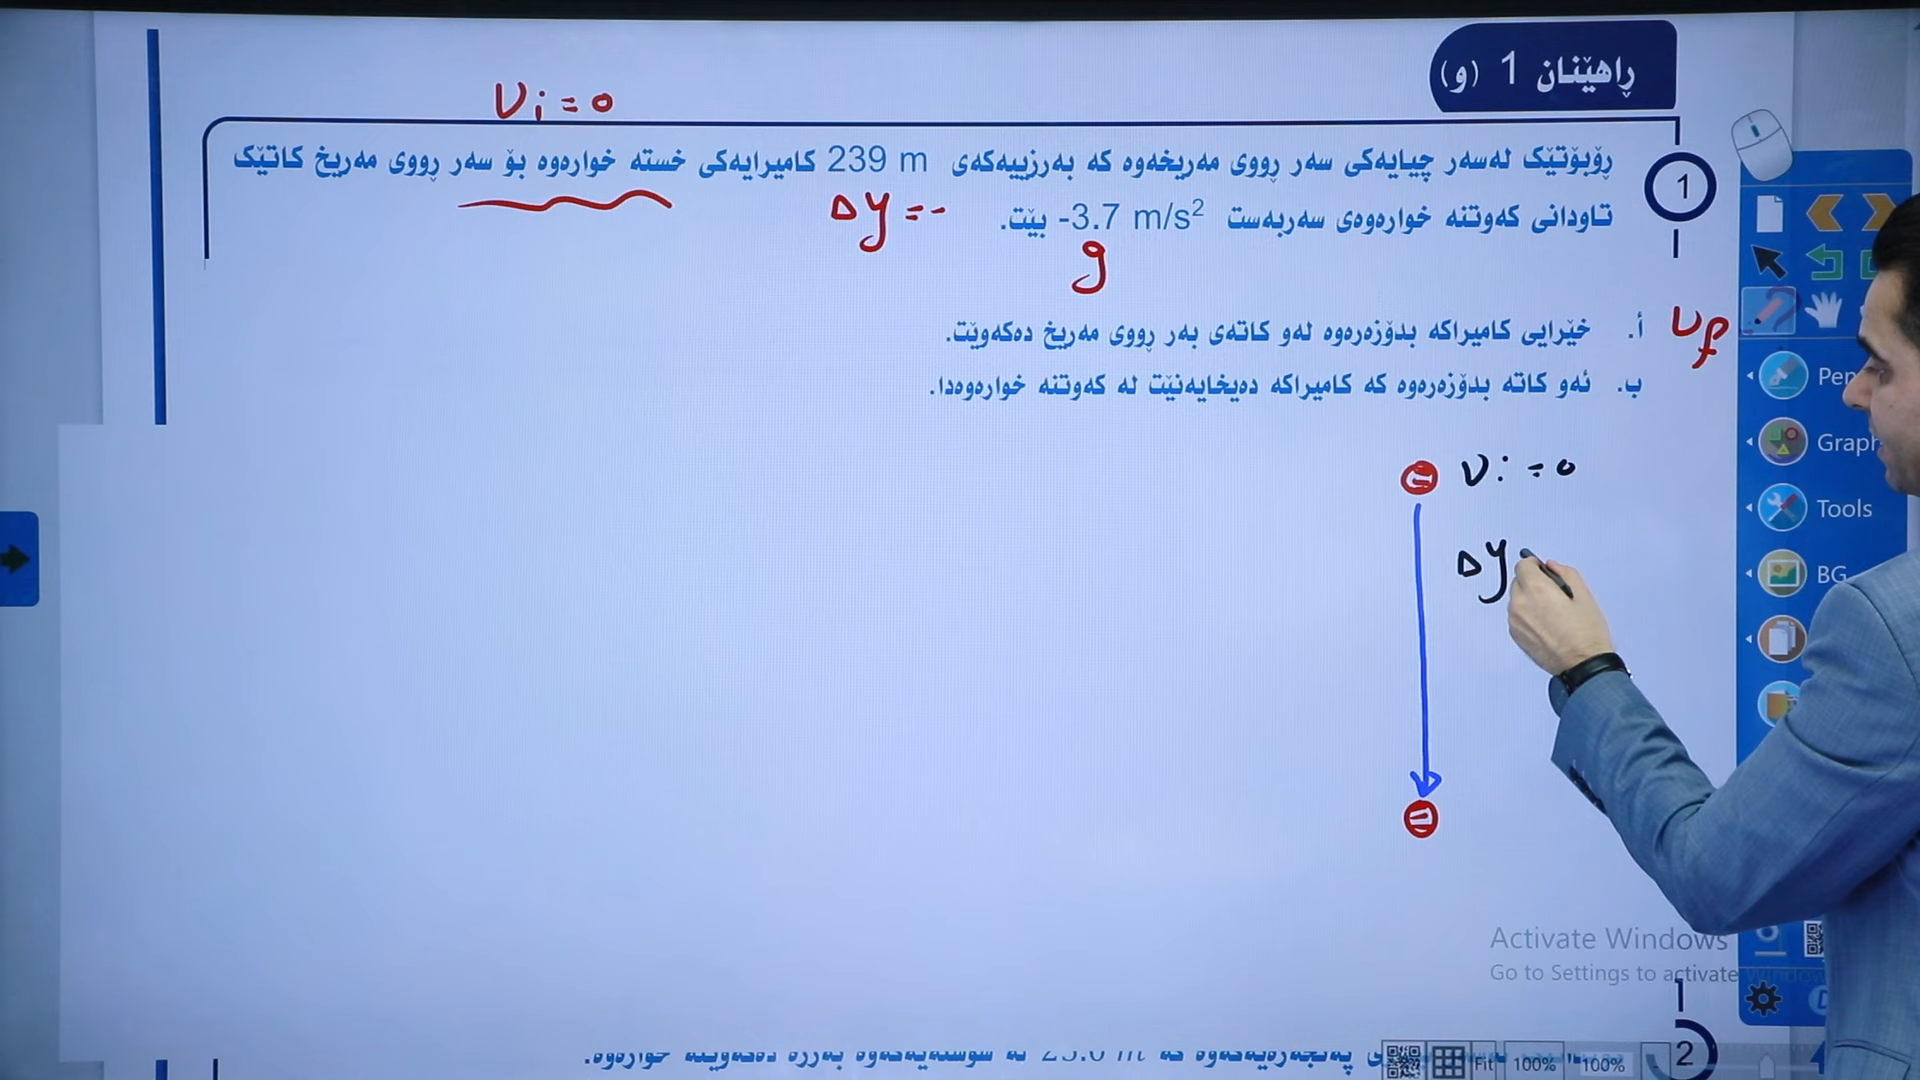 ڕاهێنان 1 (و)
Vi = 0
1
ڕۆبۆتێک لەسەر چیایەکی سەر ڕووی مەریخەوە کە بەرزییەکەی 239 m کامیرایەکی خستە خوارەوە بۆ سەر ڕووی مەریخ کاتێک
تاودانی کەوتنە خوارەوەی سەربەست -3.7 m/s² بێت.
Δy = -
g
أ. خێرایی کامیراکە بدۆزەرەوە لەو کاتەی بەر ڕووی مەریخ دەکەوێت.
Vf
ب. ئەو کاتە بدۆزەرەوە کە کامیراکە دەیخایەنێت لە کەوتنە خوارەوەدا.
Pen
Graph
Tools
BG
Vi = 0
Δy
Activate Windows
Go to Settings to activate Windows
2
Fit
100%
100%